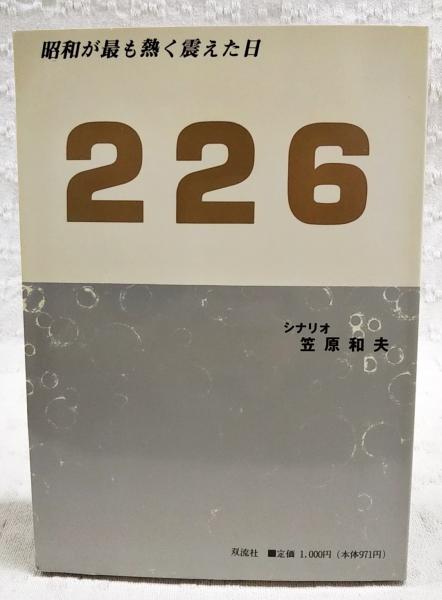 昭和が最も熱く震えた日
226
シナリオ
笠原和夫
双流社 ■定価 1,000円（本体971円）